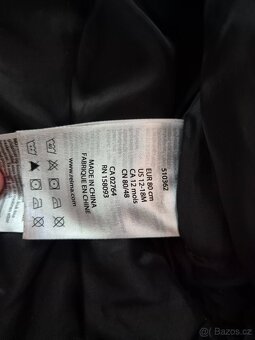 510362
EUR 80 cm
US 12-18M
CA 12 mois
CN 80/48
CA 02764
RN 158093
MADE IN CHINA
FABRIQUÉ EN CHINE
www.reima.com
Bazos.cz